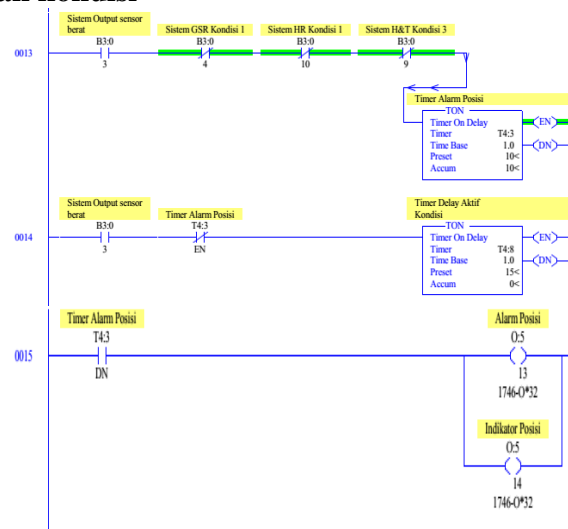 kondisi
Sistem Output sensor
berat
B3:0
3
Sistem GSR Kondisi 1
B3:0
4
Sistem HR Kondisi 1
B3:0
10
Sistem H&T Kondisi 3
B3:0
9
0013
Timer Alarm Posisi
TON
Timer On Delay
Timer T4:3
Time Base 1.0
Preset 10<
Accum 10<
EN
DN
Sistem Output sensor
berat
B3:0
3
Timer Alarm Posisi
T4:3
EN
0014
Timer Delay Aktif
Kondisi
TON
Timer On Delay
Timer T4:8
Time Base 1.0
Preset 15<
Accum 0<
EN
DN
Timer Alarm Posisi
T4:3
DN
0015
Alarm Posisi
O:5
13
1746-O*32
Indikator Posisi
O:5
14
1746-O*32